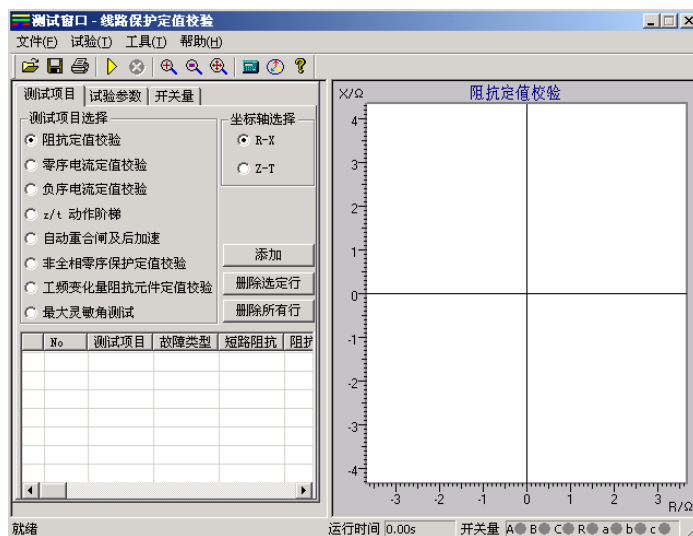 测试窗口 - 线路保护定值校验
文件(F) 试验(T) 工具(T) 帮助(H)
测试项目 试验参数 开关量
测试项目选择
阻抗定值校验
零序电流定值校验
负序电流定值校验
z/t 动作阶梯
自动重合闸及后加速
非全相零序保护定值校验
工频变化量阻抗元件定值校验
最大灵敏角测试
坐标轴选择
R-X
Z-T
添加
删除选定行
删除所有行
No 测试项目 故障类型 短路阻抗 阻抗
X/Ω 阻抗定值校验
4
3
2
1
0
-1
-2
-3
-4
-3 -2 -1 0 1 2 3
R/Ω
就绪 运行时间 0.00s 开关量 A B C R a b c